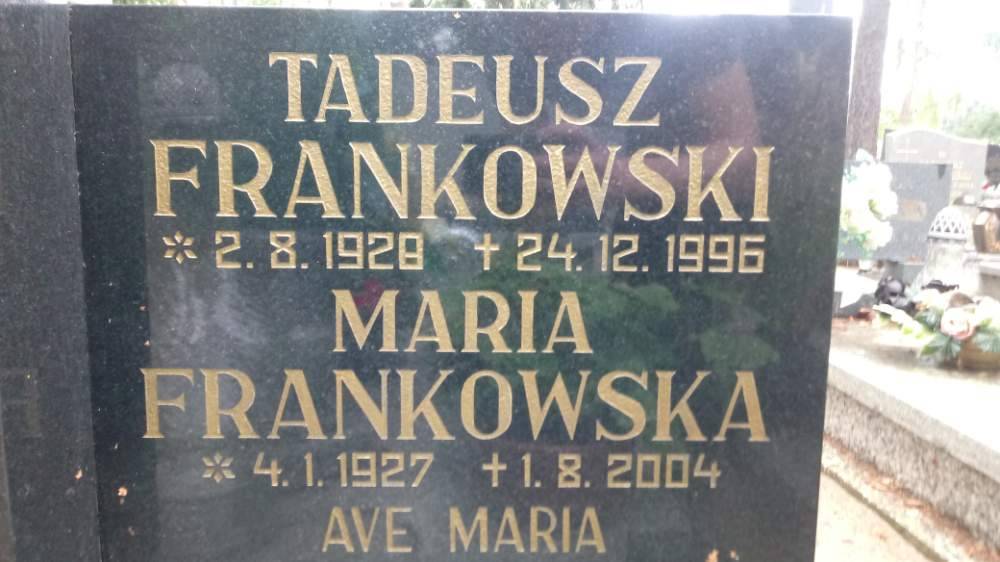 TADEUSZ
FRANKOWSKI
* 2. 8. 1928 † 24. 12. 1996
MARIA
FRANKOWSKA
* 4. 1. 1927 † 1. 8. 2004
AVE MARIA